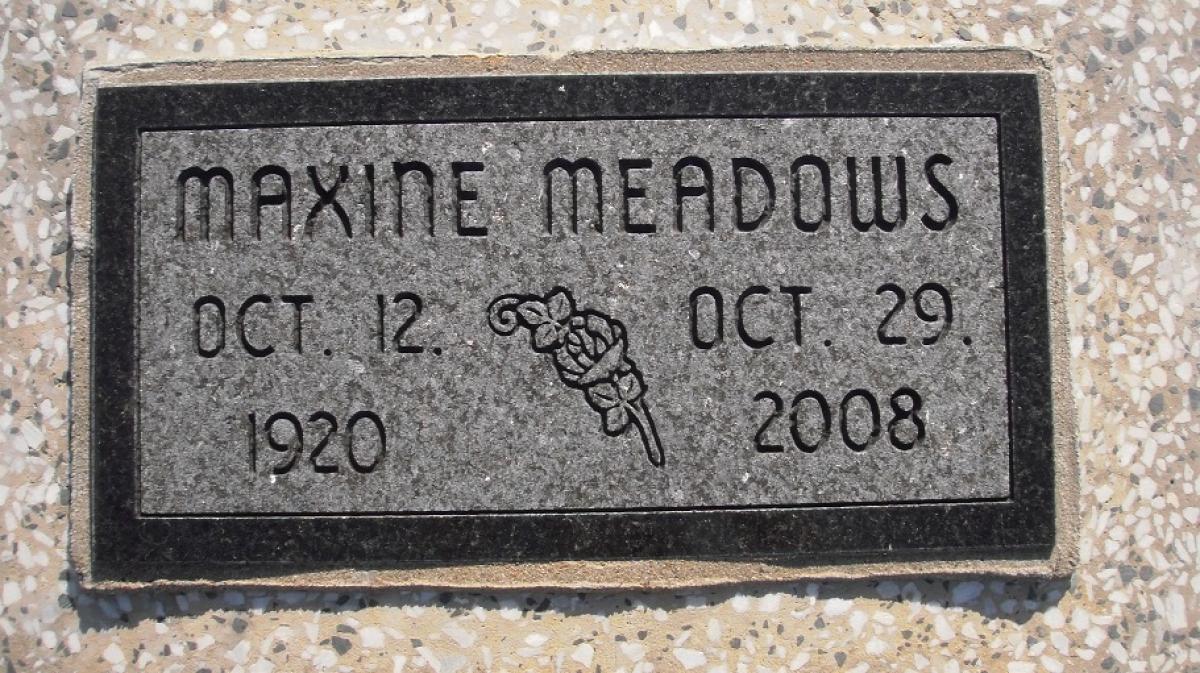 MAXINE MEADOWS
OCT. 12. OCT. 29.
1920 2008